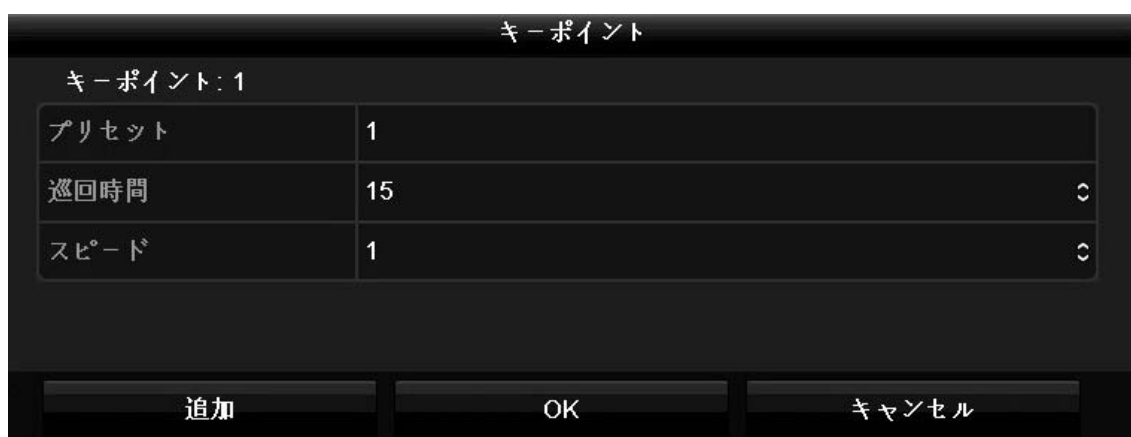 キーポイント
キーポイント: 1
プリセット 1
巡回時間 15
スピード 1
追加 OK キャンセル